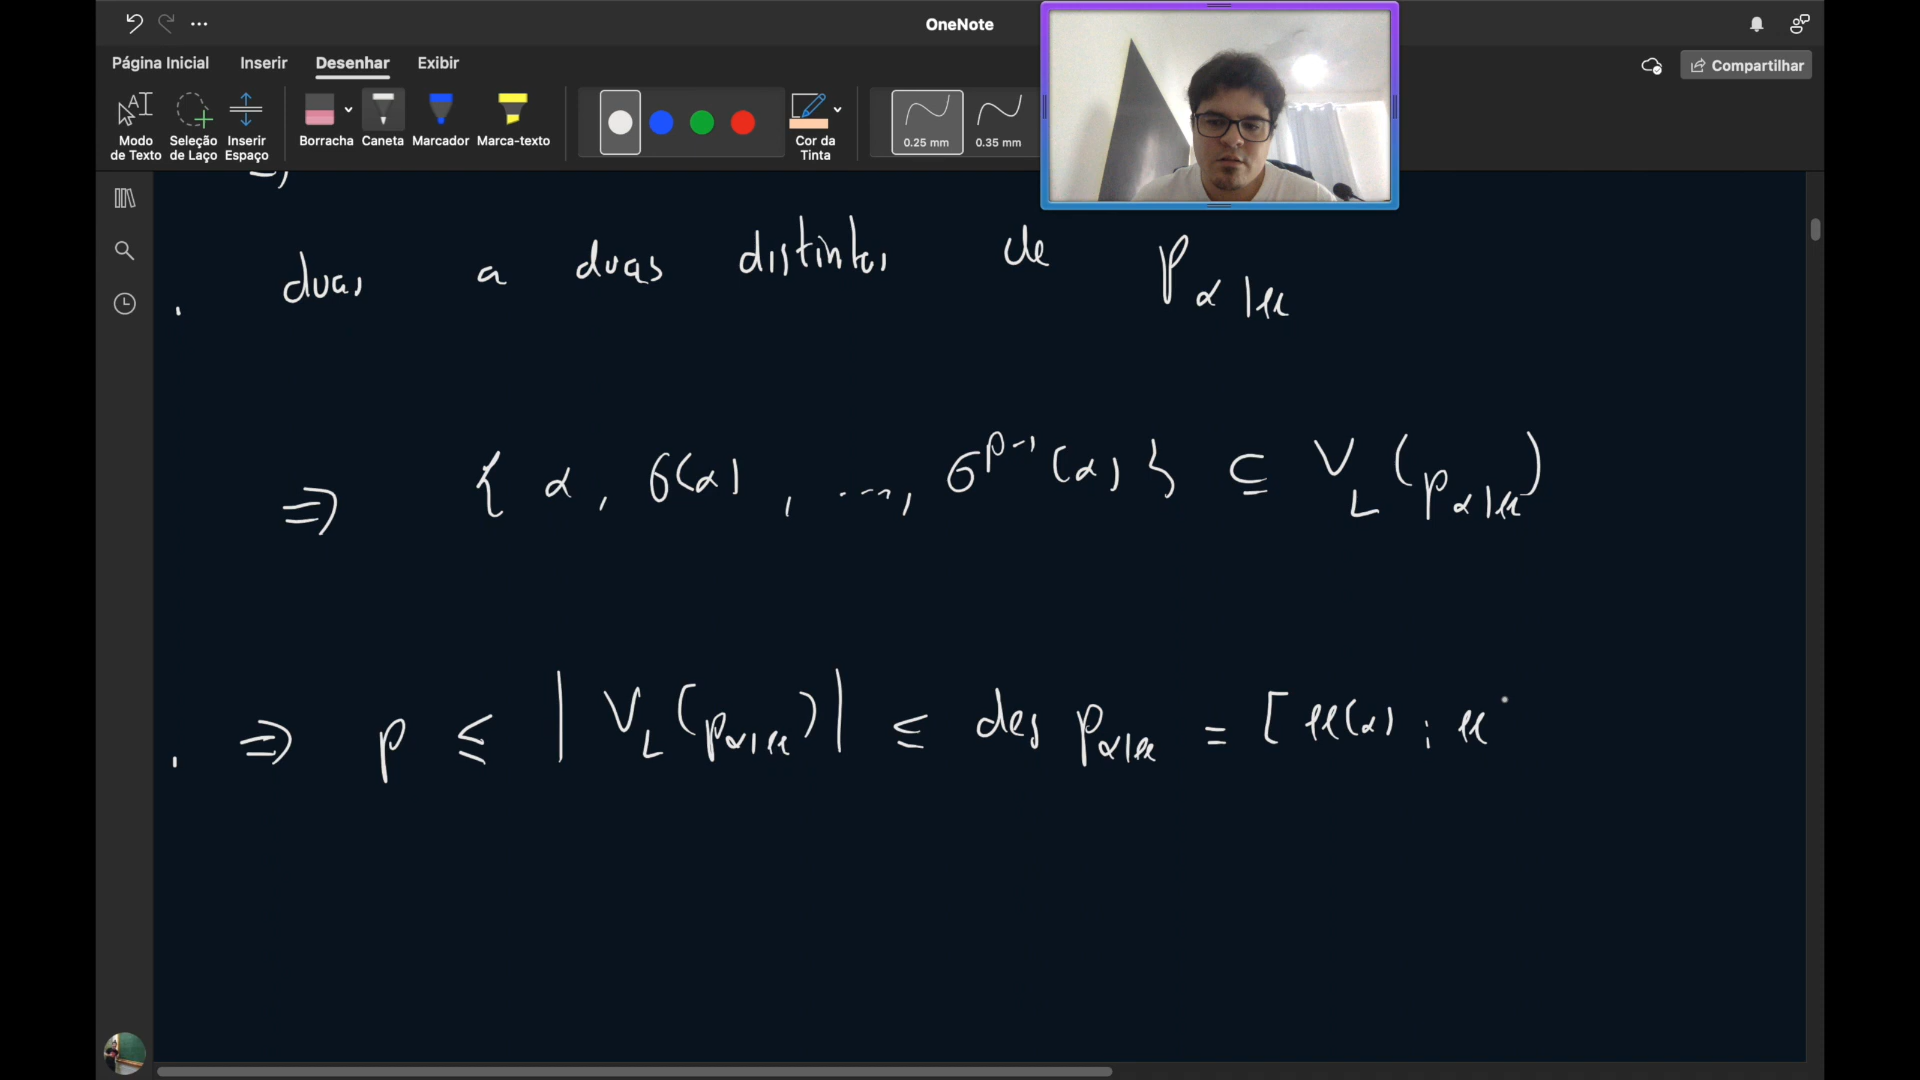 OneNote
Página Inicial Inserir Desenhar Exibir
Compartilhar
Modo de Texto Seleção de Laço Inserir Espaço Borracha Caneta Marcador Marca-texto Cor da Tinta 0.25 mm 0.35 mm
duas a duas distintas de P_{α|K}
⇒ { α, σ(α), ..., σ^{p-1}(α) } ⊆ V_L(p_{α|K})
⇒ p ≤ | V_L(p_{α|K}) | ≤ deg p_{α|K} = [K(α) : K